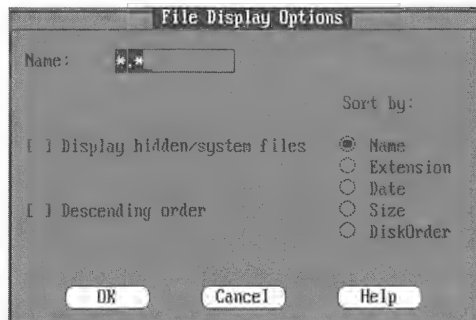 File Display Options
Name: *.*
Sort by:
[ ] Display hidden/system files
Name
Extension
Date
[ ] Descending order
Size
DiskOrder
OK Cancel Help